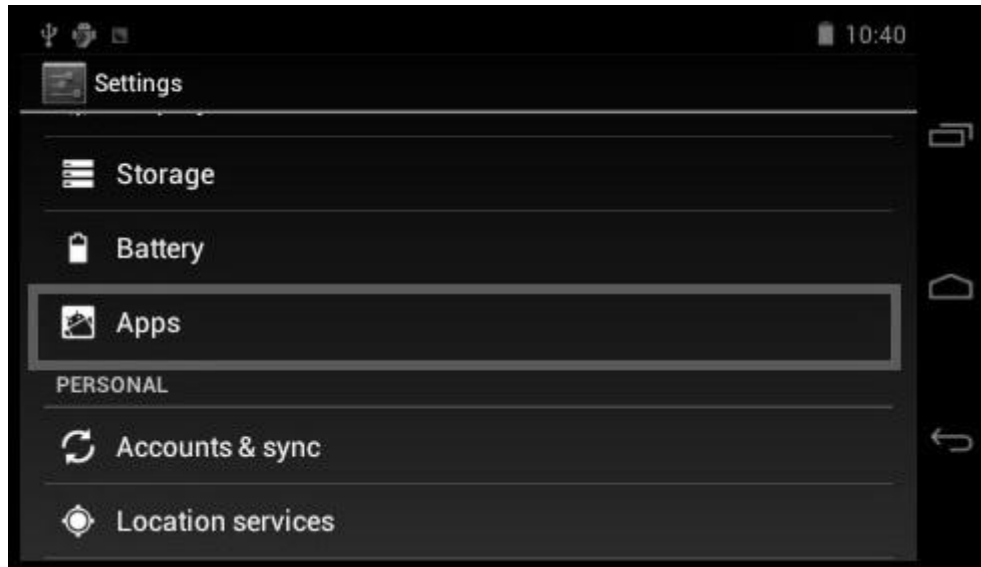 10:40
Settings
Storage
Battery
Apps
PERSONAL
Accounts & sync
Location services